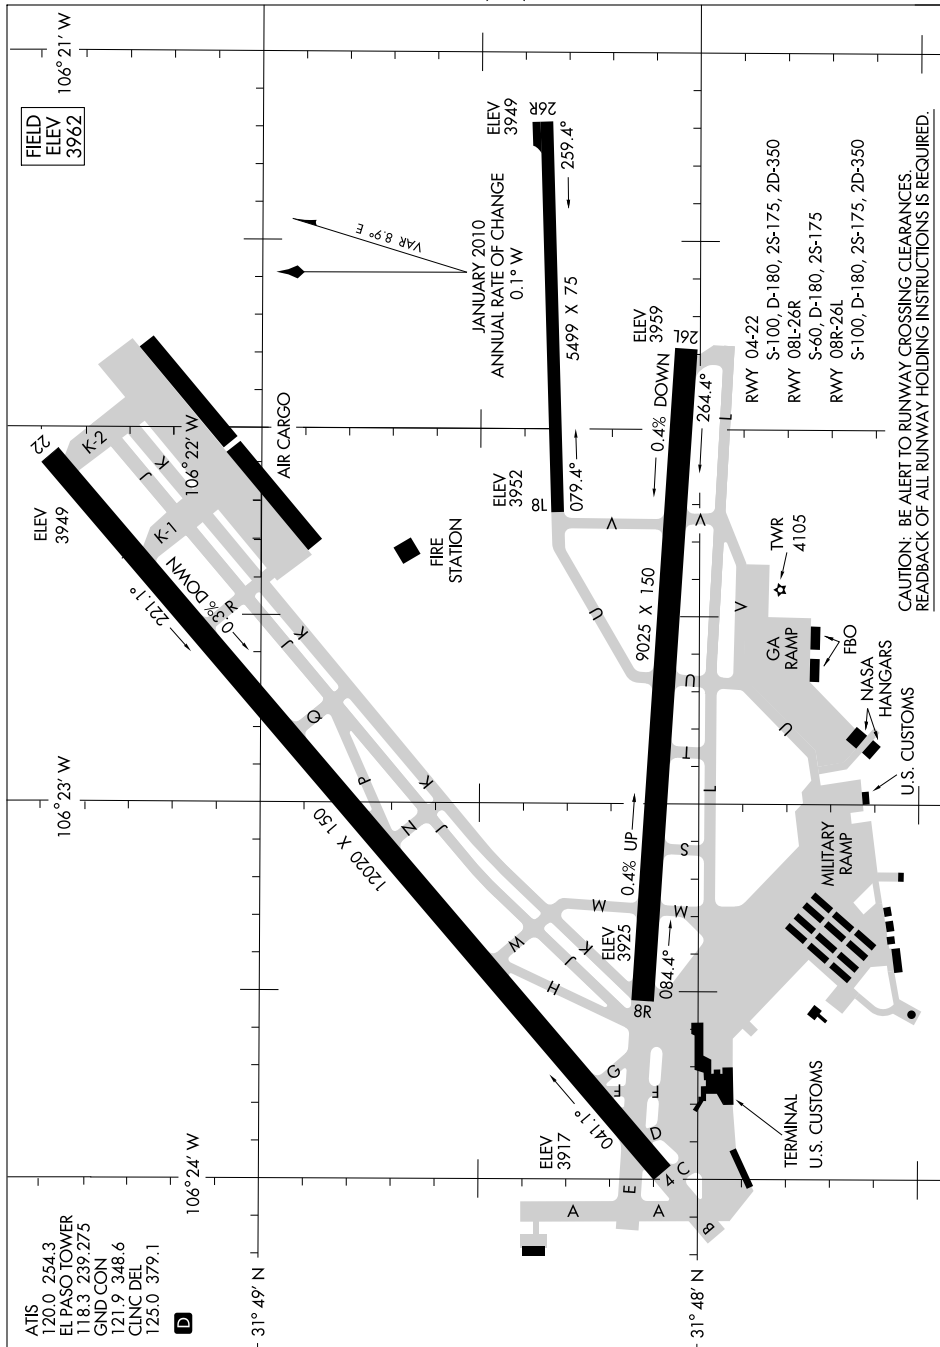 ATIS
120.0 254.3
EL PASO TOWER
118.3 239.275
GND CON
121.9 348.6
CLNC DEL
125.0 379.1
D
FIELD
ELEV
3962
106° 21' W
106° 22' W
106° 23' W
106° 24' W
31° 49' N
31° 48' N
JANUARY 2010
ANNUAL RATE OF CHANGE
0.1° W
VAR 8.9° E
ELEV
3949
22
K-2
K-1
J
K
AIR CARGO
221.1°
0.3% DOWN
R
J
K
Q
P
N
J
K
12020 X 150
W
H
J
K
M
M
G
F
F
041.1°
ELEV
3917
D
4
C
E
A
A
B
FIRE
STATION
ELEV
3949
26R
259.4°
5499 X 75
ELEV
3952
8L
079.4°
ELEV
3959
26L
0.4% DOWN
264.4°
9025 X 150
0.4% UP
ELEV
3925
8R
084.4°
V
V
V
U
U
U
T
S
L
L
TWR
4105
GA
RAMP
FBO
NASA
HANGARS
U.S. CUSTOMS
MILITARY
RAMP
TERMINAL
U.S. CUSTOMS
RWY 04-22
S-100, D-180, 2S-175, 2D-350
RWY 08L-26R
S-60, D-180, 2S-175
RWY 08R-26L
S-100, D-180, 2S-175, 2D-350
CAUTION: BE ALERT TO RUNWAY CROSSING CLEARANCES.
READBACK OF ALL RUNWAY HOLDING INSTRUCTIONS IS REQUIRED.